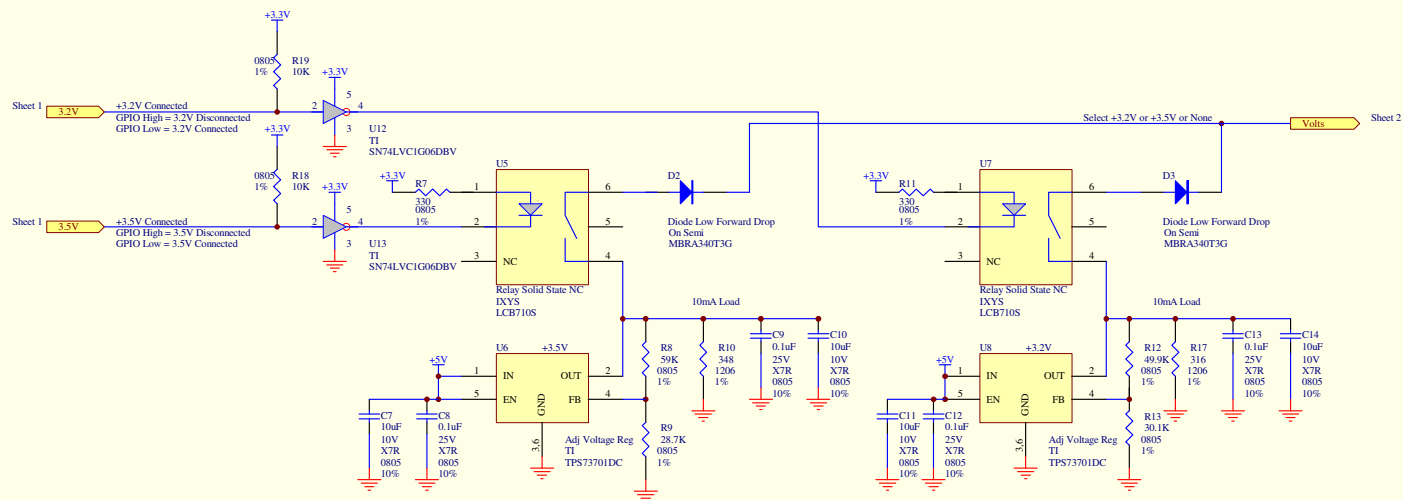 +3.3V
0805
1%
R19
10K
+3.3V
5
Sheet 1
3.2V
+3.2V Connected
GPIO High = 3.2V Disconnected
GPIO Low = 3.2V Connected
2
4
3
U12
TI
SN74LVC1G06DBV
+3.3V
0805
1%
R18
10K
+3.3V
5
Sheet 1
3.5V
+3.5V Connected
GPIO High = 3.5V Disconnected
GPIO Low = 3.5V Connected
2
4
3
U13
TI
SN74LVC1G06DBV
+3.3V
R7
330
0805
1%
U5
1
2
3
NC
6
5
4
Relay Solid State NC
IXYS
LCB710S
D2
Diode Low Forward Drop
On Semi
MBRA340T3G
Select +3.2V or +3.5V or None
Volts
Sheet 2
+3.3V
R11
330
0805
1%
U7
1
2
3
NC
6
5
4
Relay Solid State NC
IXYS
LCB710S
D3
Diode Low Forward Drop
On Semi
MBRA340T3G
10mA Load
+5V
U6
+3.5V
1
IN
OUT
2
5
EN
FB
4
GND
3,6
Adj Voltage Reg
TI
TPS73701DC
C7
10uF
10V
X7R
0805
10%
C8
0.1uF
25V
X7R
0805
10%
R8
59K
0805
1%
R9
28.7K
0805
1%
R10
348
1206
1%
C9
0.1uF
25V
X7R
0805
10%
C10
10uF
10V
X7R
0805
10%
10mA Load
+5V
U8
+3.2V
1
IN
OUT
2
5
EN
FB
4
GND
3,6
Adj Voltage Reg
TI
TPS73701DC
C11
10uF
10V
X7R
0805
10%
C12
0.1uF
25V
X7R
0805
10%
R12
49.9K
0805
1%
R13
30.1K
0805
1%
R17
316
1206
1%
C13
0.1uF
25V
X7R
0805
10%
C14
10uF
10V
X7R
0805
10%